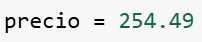 precio = 254.49